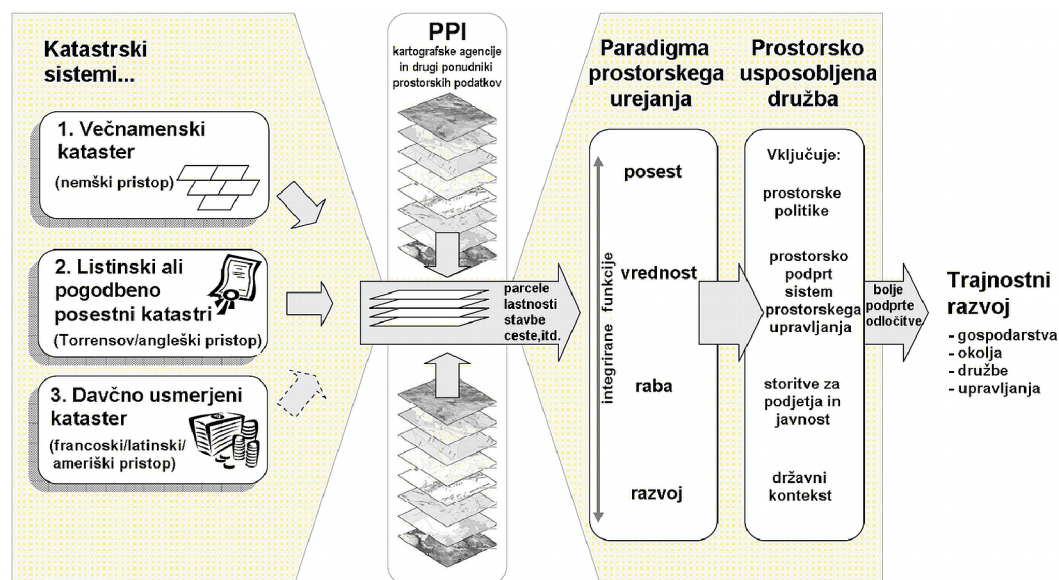 Katastrski
sistemi...
1. Večnamenski
kataster
(nemški pristop)
2. Listinski ali
pogodbeno
posestni katastri
(Torrensov/angleški pristop)
3. Davčno usmerjeni
kataster
(francoski/latinski/
ameriški pristop)
PPI
kartografske agencije
in drugi ponudniki
prostorskih podatkov
parcele
lastnosti
stavbe
ceste,itd.
Paradigma
prostorskega
urejanja
integrirane funkcije
posest
vrednost
raba
razvoj
Prostorsko
usposobljena
družba
Vključuje:
prostorske
politike
prostorsko
podprt
sistem
prostorskega
upravljanja
storitve za
podjetja in
javnost
državni
kontekst
bolje
podprte
odločitve
Trajnostni
razvoj
- gospodarstva
- okolja
- družbe
- upravljanja